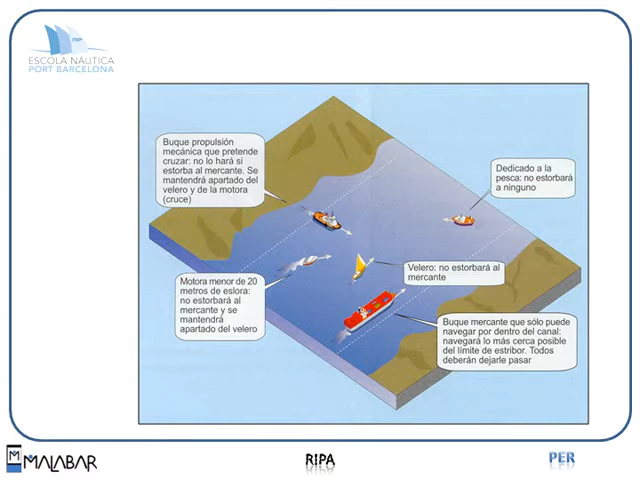 ESCOLA NÀUTICA
PORT BARCELONA
Buque propulsión
mecánica que pretende
cruzar: no lo hará si
estorba al mercante. Se
mantendrá apartado del
velero y de la motora
(cruce)
Dedicado a la
pesca: no estorbará
a ninguno
Motora menor de 20
metros de eslora:
no estorbará al
mercante y se
mantendrá
apartado del velero
Velero: no estorbará al
mercante
Buque mercante que sólo puede
navegar por dentro del canal:
navegará lo más cerca posible
del límite de estribor. Todos
deberán dejarle pasar
MALABAR
RIPA
PER